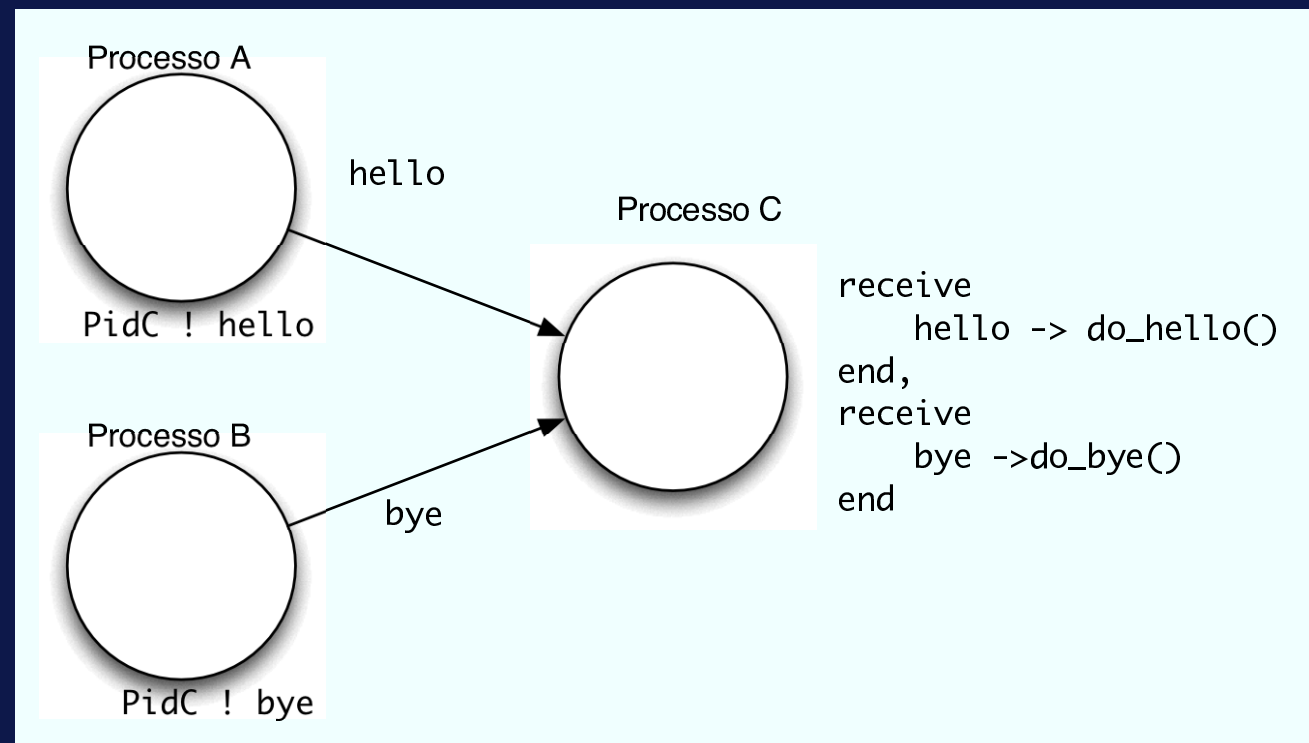 Processo A
hello
PidC ! hello
Processo B
bye
PidC ! bye
Processo C
receive
    hello -> do_hello()
end,
receive
    bye ->do_bye()
end